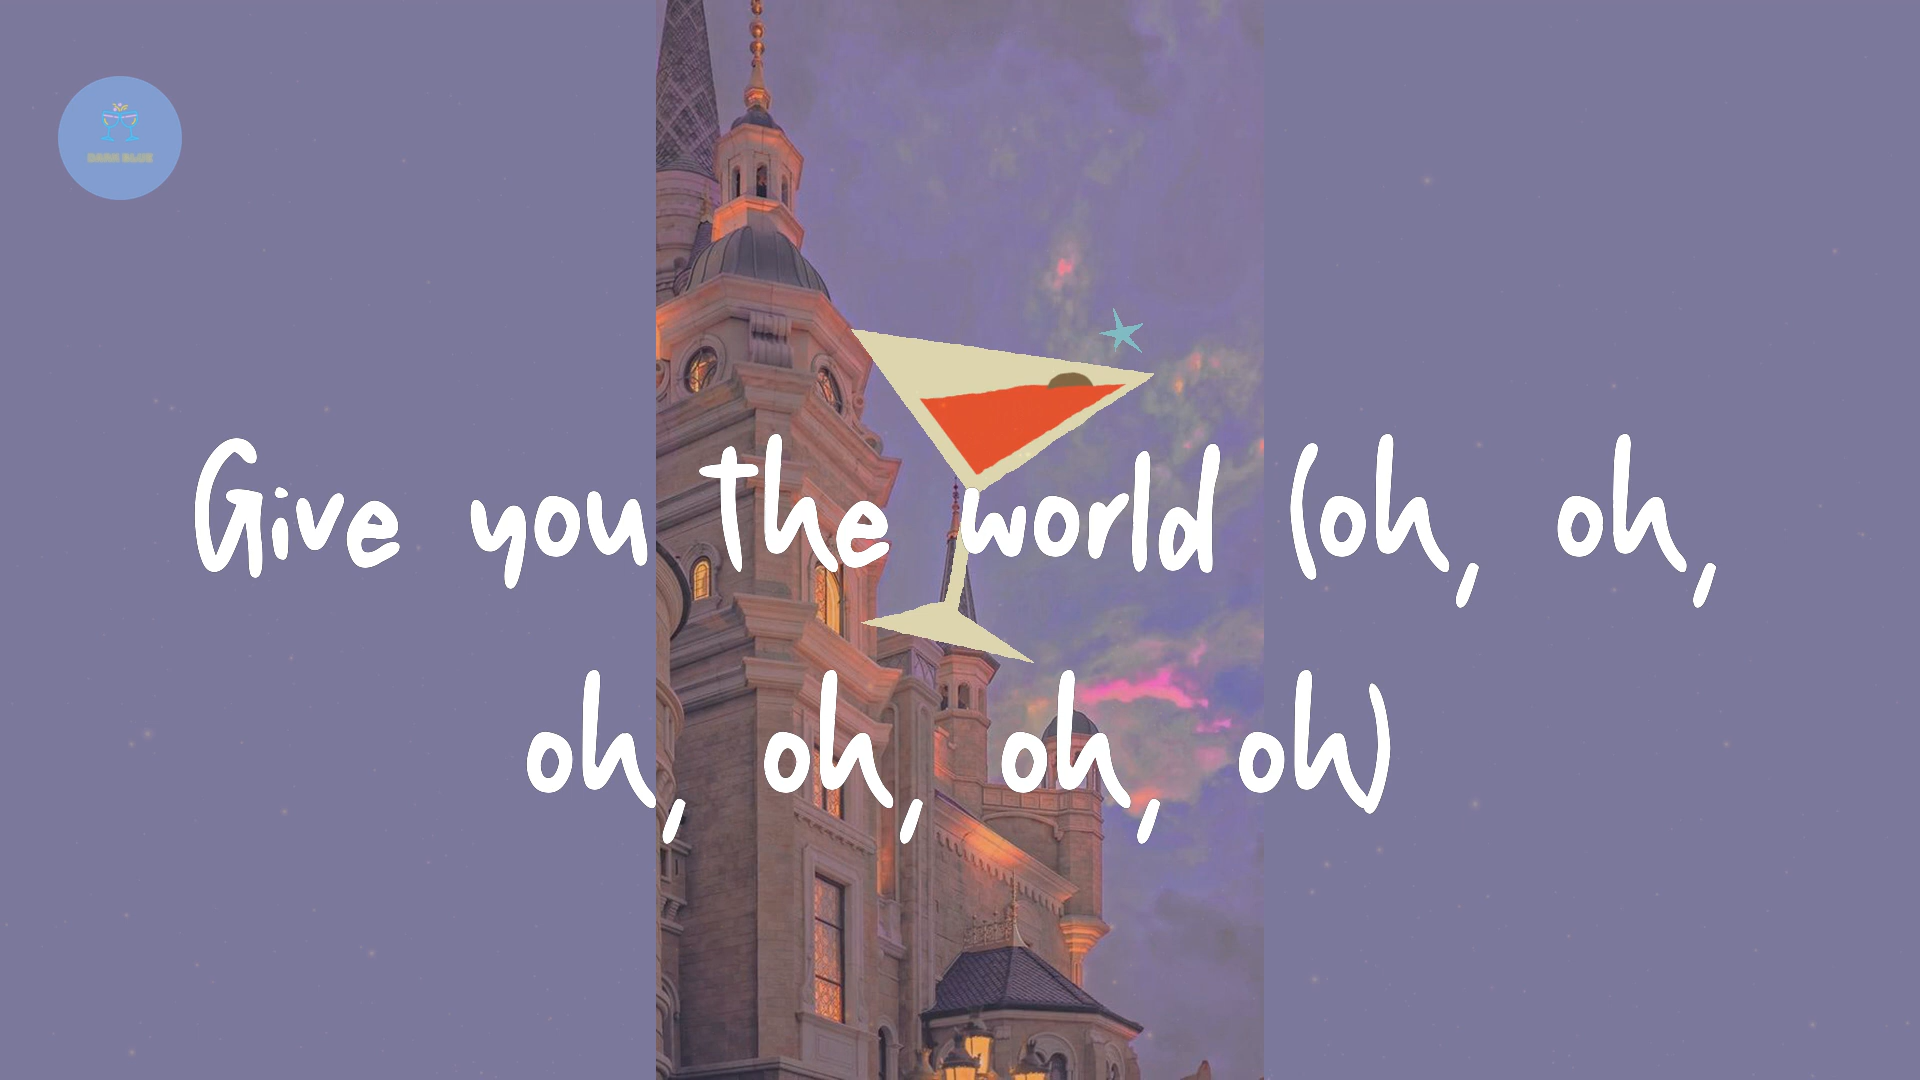 Give you the world (oh, oh,
oh, oh, oh, oh)